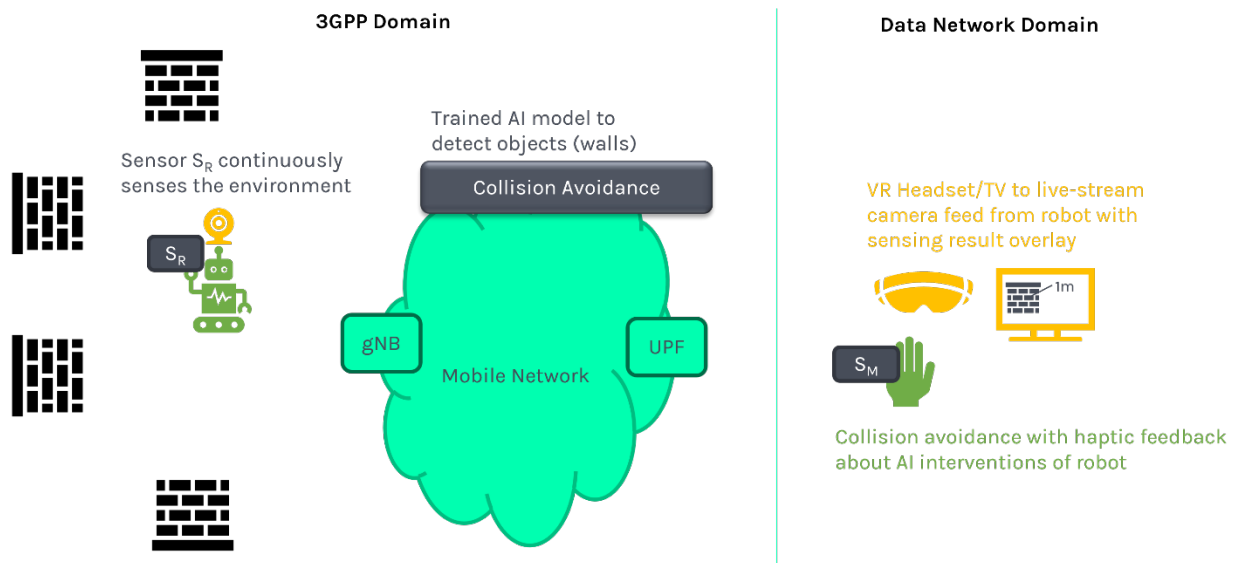 3GPP Domain
Data Network Domain
Trained AI model to
detect objects (walls)
Sensor SR continuously
senses the environment
Collision Avoidance
SR
gNB
UPF
Mobile Network
VR Headset/TV to live-stream
camera feed from robot with
sensing result overlay
1m
SM
Collision avoidance with haptic feedback
about AI interventions of robot